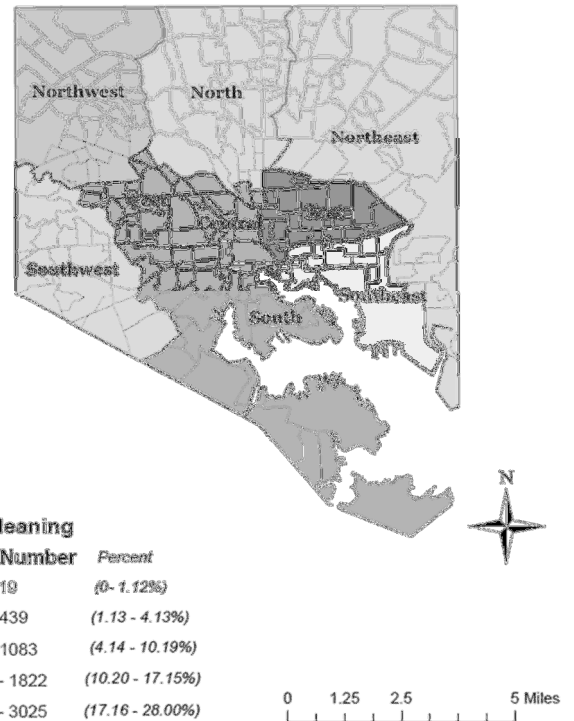 Northwest
North
Northeast
Southwest
Southeast
South
N
leaning
Number Percent
19 (0- 1.12%)
439 (1.13 - 4.13%)
1083 (4.14 - 10.19%)
- 1822 (10.20 - 17.15%)
- 3025 (17.16 - 28.00%)
0 1.25 2.5 5 Miles